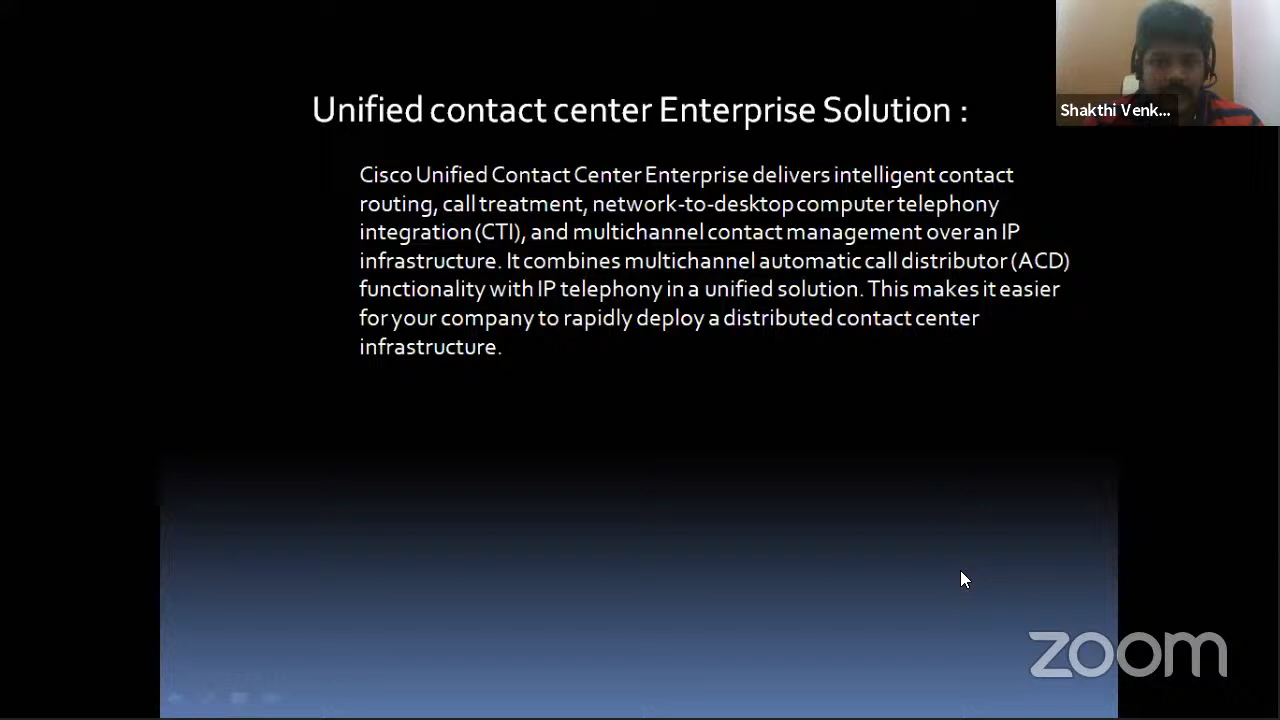 Unified contact center Enterprise Solution :
Shakthi Venk...
Cisco Unified Contact Center Enterprise delivers intelligent contact
routing, call treatment, network-to-desktop computer telephony
integration (CTI), and multichannel contact management over an IP
infrastructure. It combines multichannel automatic call distributor (ACD)
functionality with IP telephony in a unified solution. This makes it easier
for your company to rapidly deploy a distributed contact center
infrastructure.
zoom